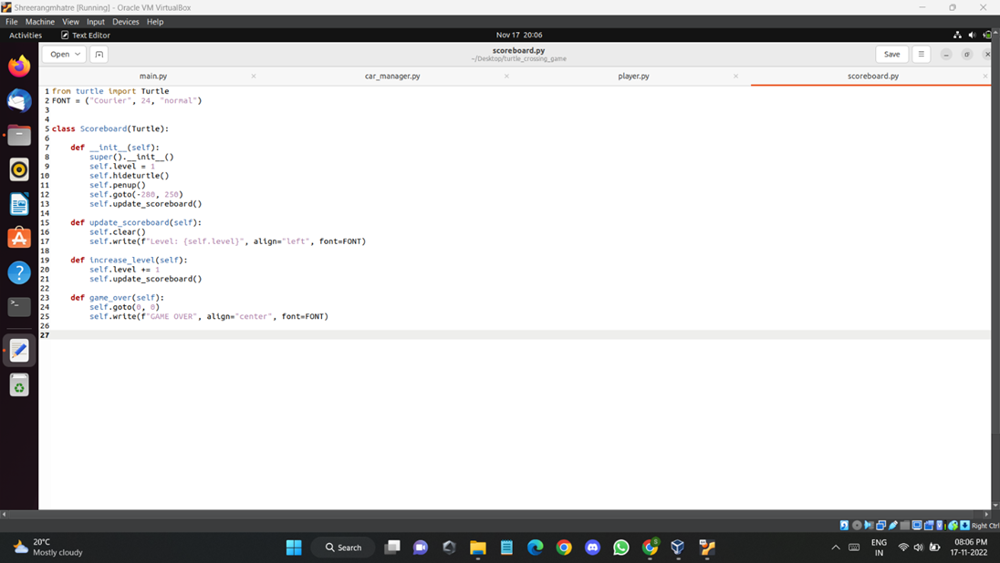 Shreerangmhatre [Running] - Oracle VM VirtualBox
File Machine View Input Devices Help
Activities Text Editor Nov 17 20:06
Open scoreboard.py Save
~/Desktop/turtle_crossing_game
main.py car_manager.py player.py scoreboard.py
1 from turtle import Turtle
2 FONT = ("Courier", 24, "normal")
3
4
5 class Scoreboard(Turtle):
6
7     def __init__(self):
8         super().__init__()
9         self.level = 1
10         self.hideturtle()
11         self.penup()
12         self.goto(-280, 250)
13         self.update_scoreboard()
14
15     def update_scoreboard(self):
16         self.clear()
17         self.write(f"Level: {self.level}", align="left", font=FONT)
18
19     def increase_level(self):
20         self.level += 1
21         self.update_scoreboard()
22
23     def game_over(self):
24         self.goto(0, 0)
25         self.write(f"GAME OVER", align="center", font=FONT)
26
27
Right Ctrl
20°C
Mostly cloudy
Search
ENG
IN
08:06 PM
17-11-2022